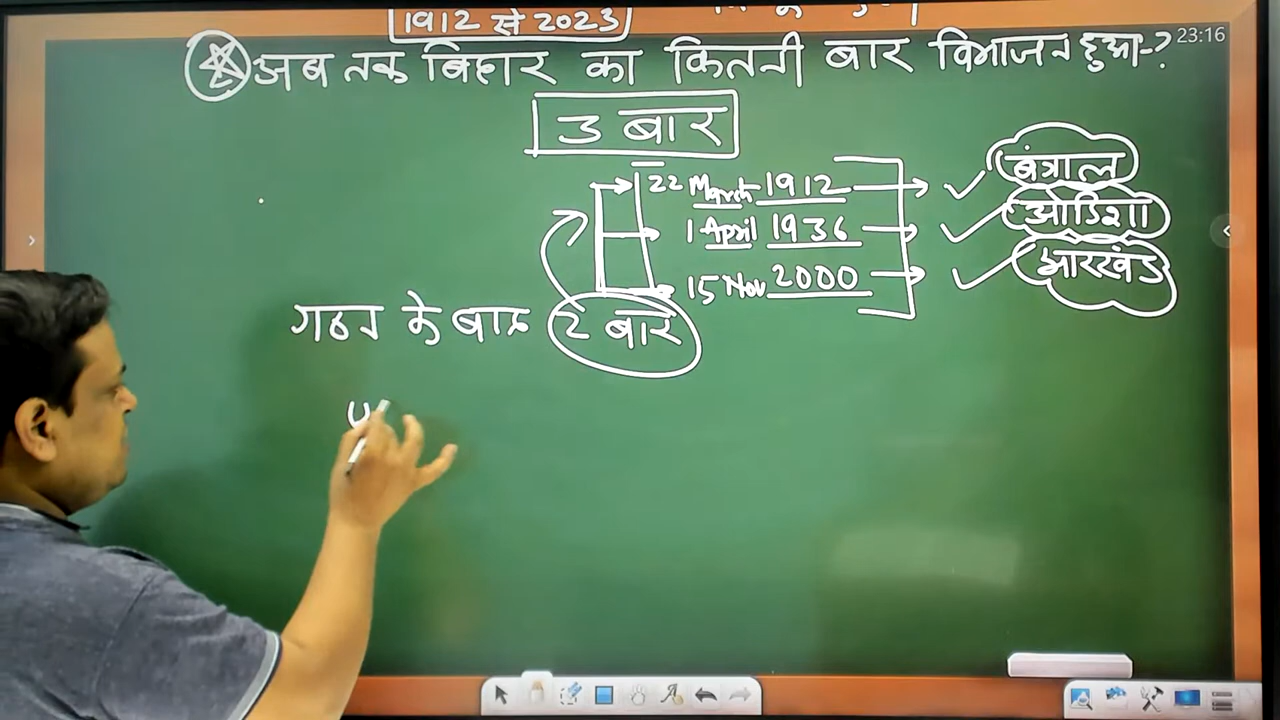 1912 से 2023
23:16
अब तक बिहार का कितनी बार विभाजन हुआ-?
3 बार
22 March 1912 → ✓ बंगाल
1 April 1936 → ✓ ओडिशा
15 Nov 2000 → ✓ झारखंड
गठन के बाद 2 बार